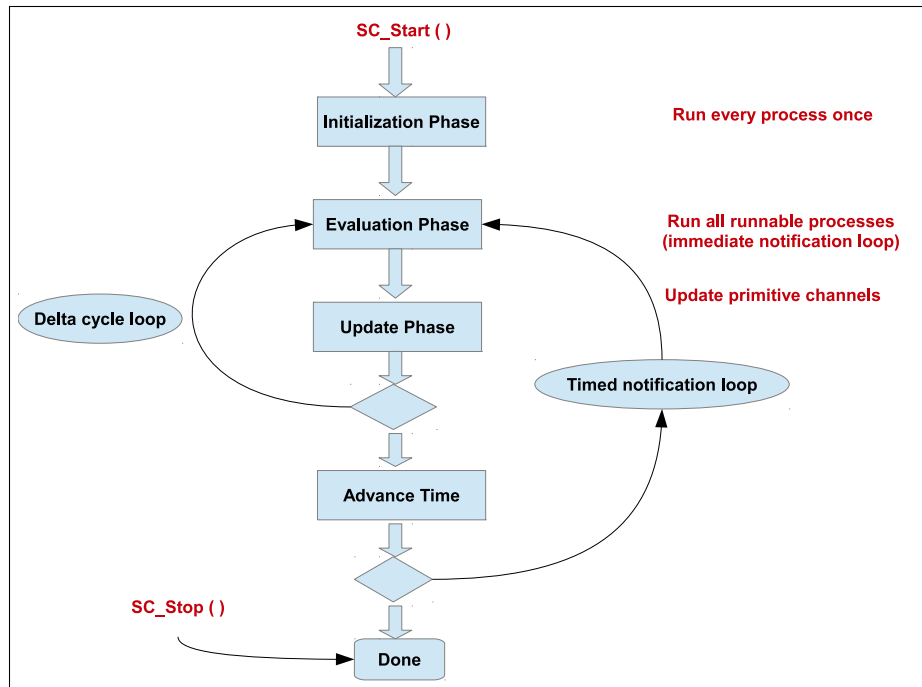 SC_Start ( )
Initialization Phase
Run every process once
Evaluation Phase
Run all runnable processes
(immediate notification loop)
Update primitive channels
Delta cycle loop
Update Phase
Timed notification loop
Advance Time
SC_Stop ( )
Done